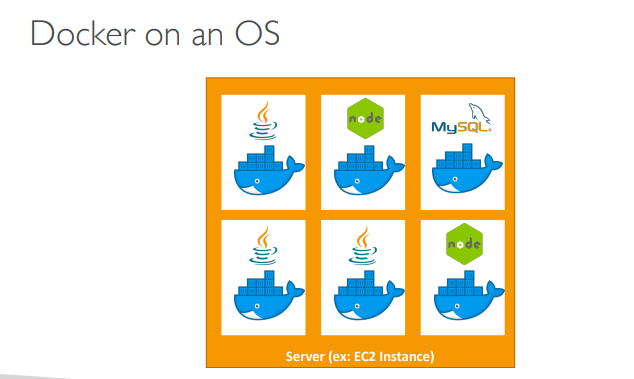 Docker on an OS
node
MySQL
node
Server (ex: EC2 Instance)